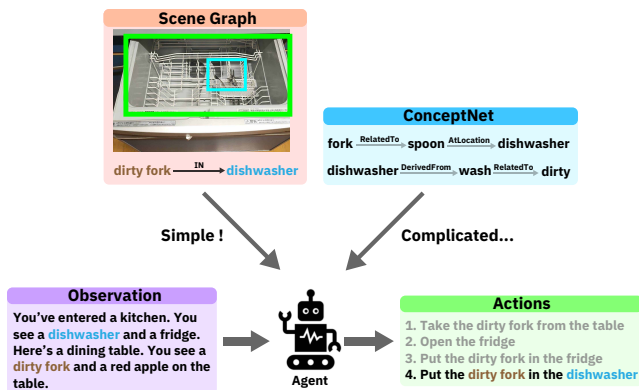 Scene Graph
dirty fork IN dishwasher
ConceptNet
fork RelatedTo spoon AtLocation dishwasher
dishwasher DerivedFrom wash RelatedTo dirty
Simple !
Complicated...
Observation
You've entered a kitchen. You
see a dishwasher and a fridge.
Here's a dining table. You see a
dirty fork and a red apple on the
table.
Agent
Actions
1. Take the dirty fork from the table
2. Open the fridge
3. Put the dirty fork in the fridge
4. Put the dirty fork in the dishwasher